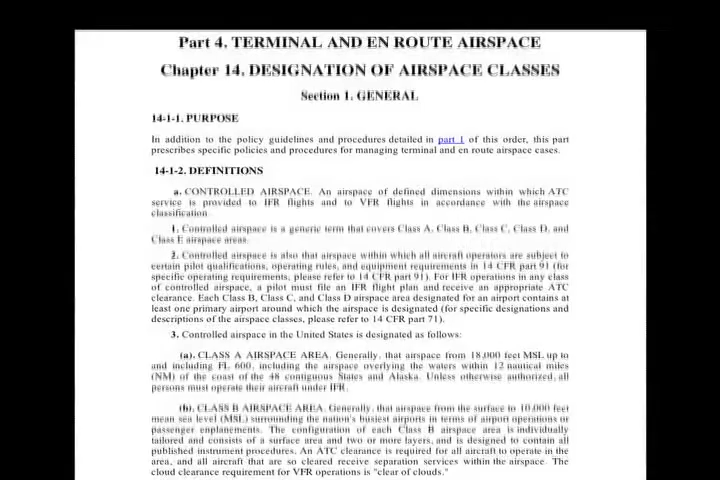 Part 4. TERMINAL AND EN ROUTE AIRSPACE
Chapter 14. DESIGNATION OF AIRSPACE CLASSES
Section 1. GENERAL
14-1-1. PURPOSE
In addition to the policy guidelines and procedures detailed in part 1 of this order, this part
prescribes specific policies and procedures for managing terminal and en route airspace cases.
14-1-2. DEFINITIONS
a. CONTROLLED AIRSPACE. An airspace of defined dimensions within which ATC
service is provided to IFR flights and to VFR flights in accordance with the airspace
classification.
1. Controlled airspace is a generic term that covers Class A, Class B, Class C, Class D, and
Class E airspace areas.
2. Controlled airspace is also that airspace within which all aircraft operators are subject to
certain pilot qualifications, operating rules, and equipment requirements in 14 CFR part 91 (for
specific operating requirements, please refer to 14 CFR part 91). For IFR operations in any class
of controlled airspace, a pilot must file an IFR flight plan and receive an appropriate ATC
clearance. Each Class B, Class C, and Class D airspace area designated for an airport contains at
least one primary airport around which the airspace is designated (for specific designations and
descriptions of the airspace classes, please refer to 14 CFR part 71).
3. Controlled airspace in the United States is designated as follows:
(a). CLASS A AIRSPACE AREA. Generally, that airspace from 18,000 feet MSL up to
and including FL 600, including the airspace overlying the waters within 12 nautical miles
(NM) of the coast of the 48 contiguous States and Alaska. Unless otherwise authorized, all
persons must operate their aircraft under IFR.
(b). CLASS B AIRSPACE AREA. Generally, that airspace from the surface to 10,000 feet
mean sea level (MSL) surrounding the nation's busiest airports in terms of airport operations or
passenger enplanements. The configuration of each Class B airspace area is individually
tailored and consists of a surface area and two or more layers, and is designed to contain all
published instrument procedures. An ATC clearance is required for all aircraft to operate in the
area, and all aircraft that are so cleared receive separation services within the airspace. The
cloud clearance requirement for VFR operations is "clear of clouds."